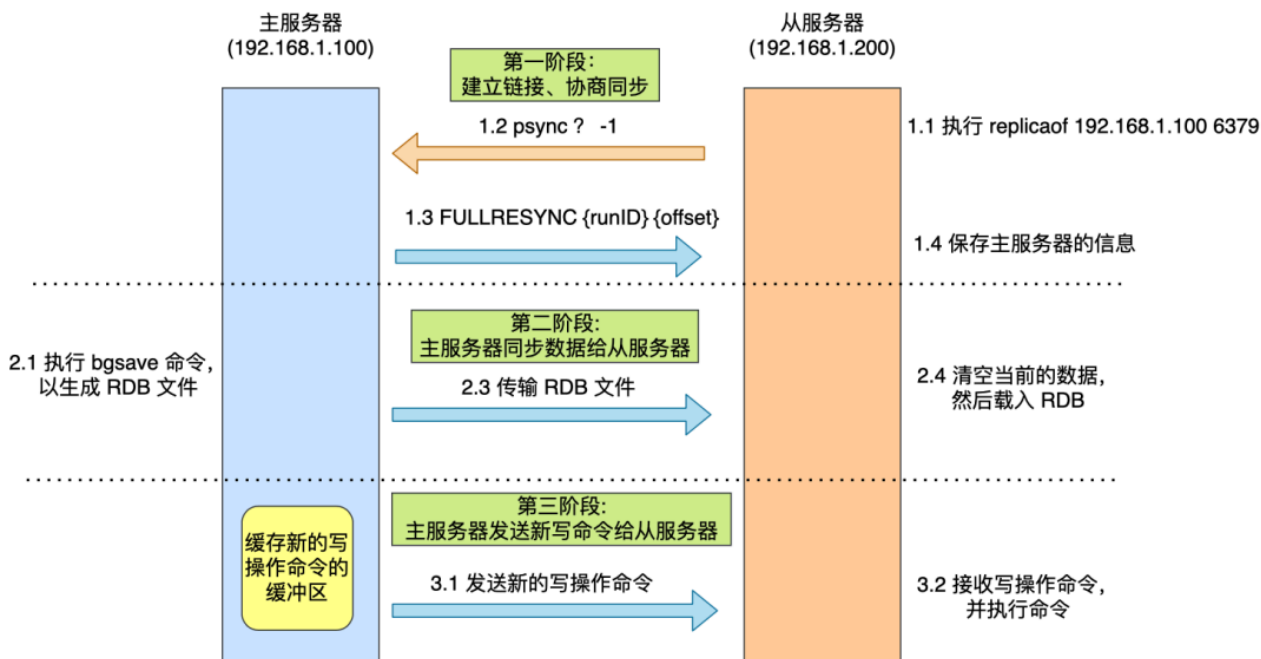 主服务器
(192.168.1.100)
从服务器
(192.168.1.200)
第一阶段：
建立链接、协商同步
1.1 执行 replicaof 192.168.1.100 6379
1.2 psync ? -1
1.3 FULLRESYNC {runID} {offset}
1.4 保存主服务器的信息
第二阶段:
主服务器同步数据给从服务器
2.1 执行 bgsave 命令,
以生成 RDB 文件
2.3 传输 RDB 文件
2.4 清空当前的数据,
然后载入 RDB
第三阶段:
主服务器发送新写命令给从服务器
缓存新的写
操作命令的
缓冲区
3.1 发送新的写操作命令
3.2 接收写操作命令,
并执行命令